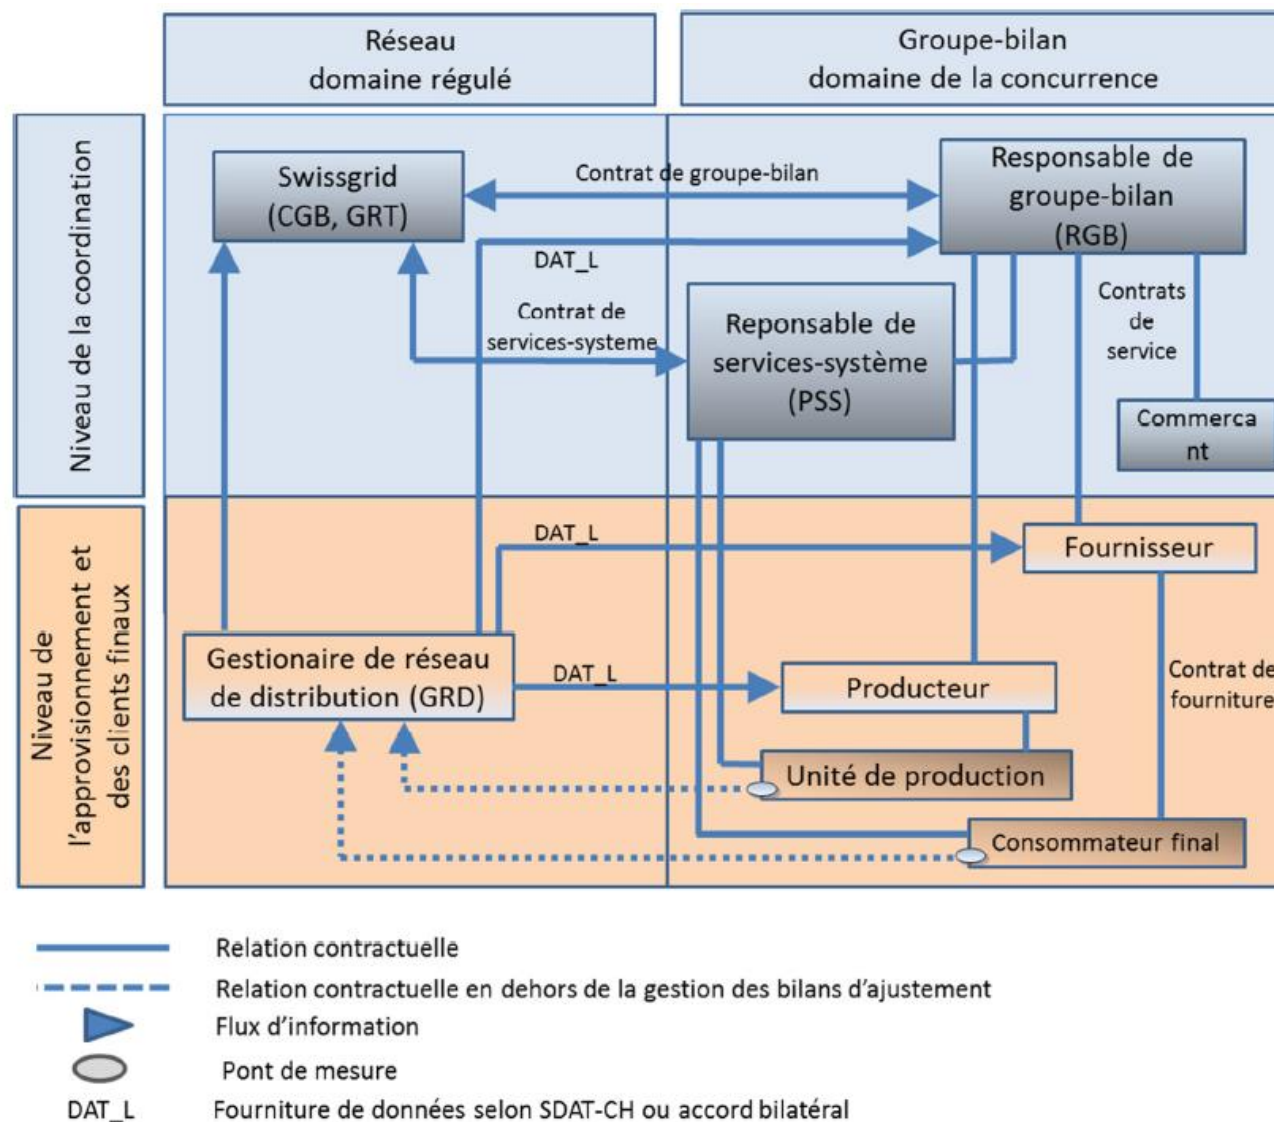 Réseau
domaine régulé
Groupe-bilan
domaine de la concurrence
Niveau de la coordination
Swissgrid
(CGB, GRT)
Contrat de groupe-bilan
Responsable de
groupe-bilan
(RGB)
DAT_L
Contrat de
services-systeme
Reponsable de
services-système
(PSS)
Contrats
de
service
Commerca
nt
Niveau de
l'approvisionnement et
des clients finaux
DAT_L
Fournisseur
Gestionaire de réseau
de distribution (GRD)
DAT_L
Producteur
Contrat de
fourniture
Unité de production
Consommateur final
Relation contractuelle
Relation contractuelle en dehors de la gestion des bilans d'ajustement
Flux d'information
Pont de mesure
DAT_L Fourniture de données selon SDAT-CH ou accord bilatéral